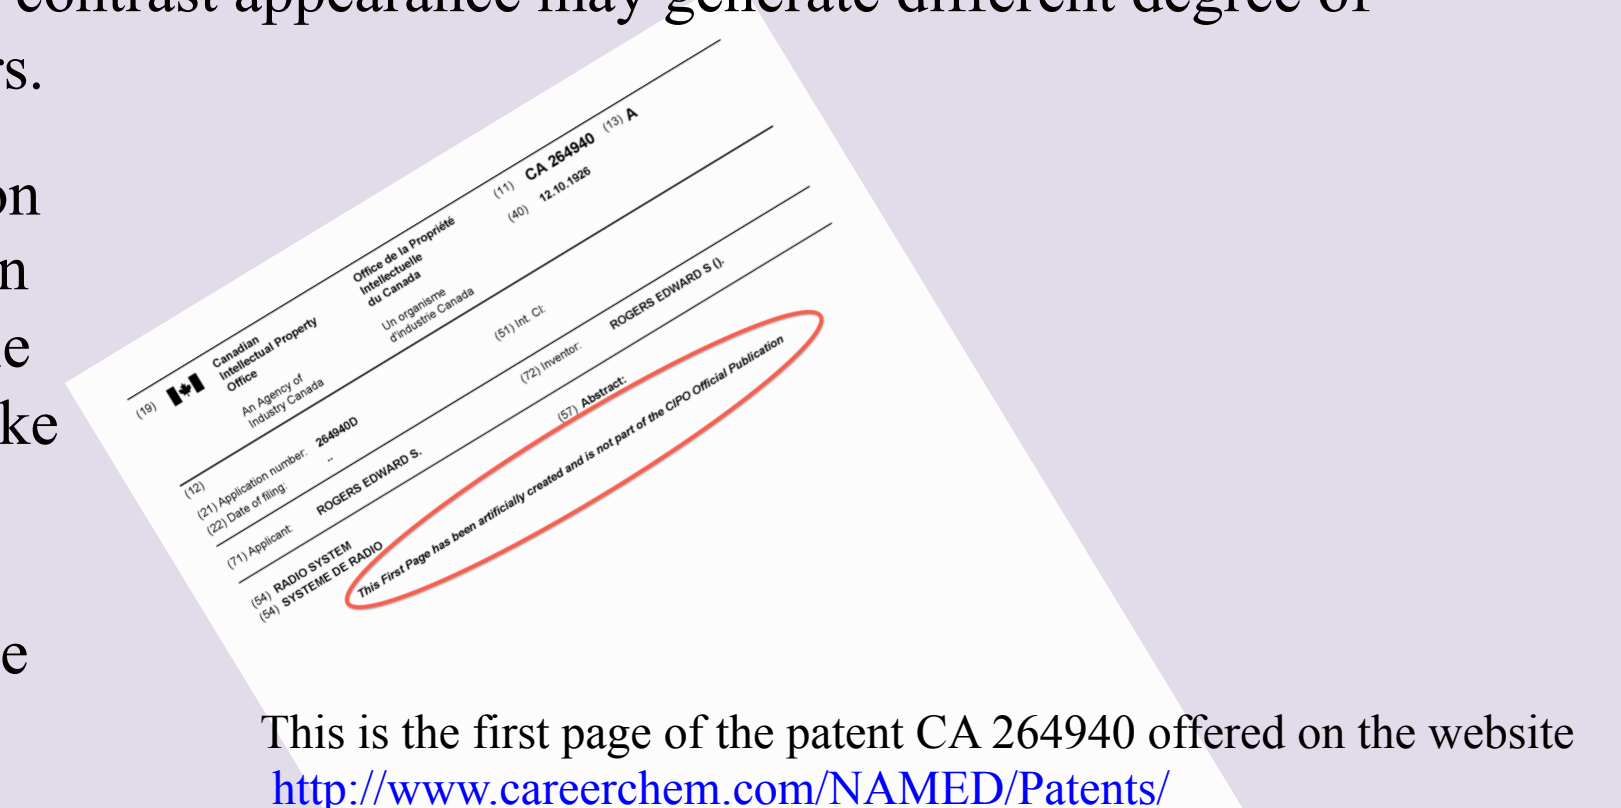 contrast appearance may generate different degree of
rs.
on
n
e
ke
e
(19)
Canadian
Intellectual Property
Office
An Agency of
Industry Canada
Office de la Propriété
Intellectuelle
du Canada
Un organisme
d'industrie Canada
(11) CA 264940 (13) A
(40) 12.10.1926
(12)
(21) Application number: 264940D
(22) Date of filing: ..
(51) Int. Cl:
(71) Applicant: ROGERS EDWARD S.
(72) Inventor: ROGERS EDWARD S ().
(54) RADIO SYSTEM
(54) SYSTEME DE RADIO
(57) Abstract:
This First Page has been artificially created and is not part of the CIPO Official Publication
This is the first page of the patent CA 264940 offered on the website
http://www.careerchem.com/NAMED/Patents/